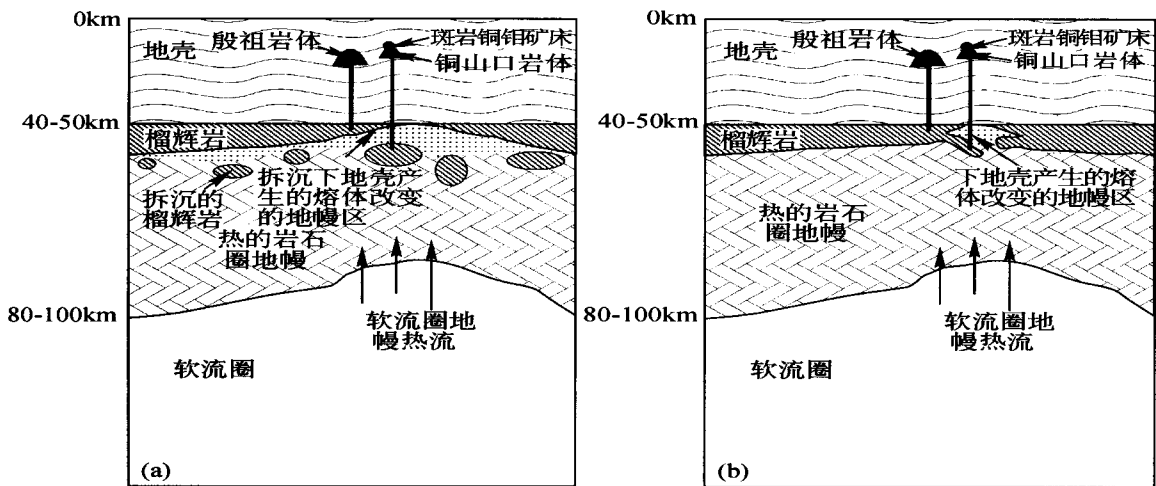 0km
地壳
殷祖岩体
斑岩铜钼矿床
铜山口岩体
40-50km
榴辉岩
拆沉的
榴辉岩
拆沉下地壳产
生的熔体改变
的地幔区
热的岩石
圈地幔
80-100km
软流圈地
幔热流
软流圈
(a)
0km
地壳
殷祖岩体
斑岩铜钼矿床
铜山口岩体
40-50km
榴辉岩
下地壳产生的熔
体改变的地幔区
热的岩石
圈地幔
80-100km
软流圈地
幔热流
软流圈
(b)